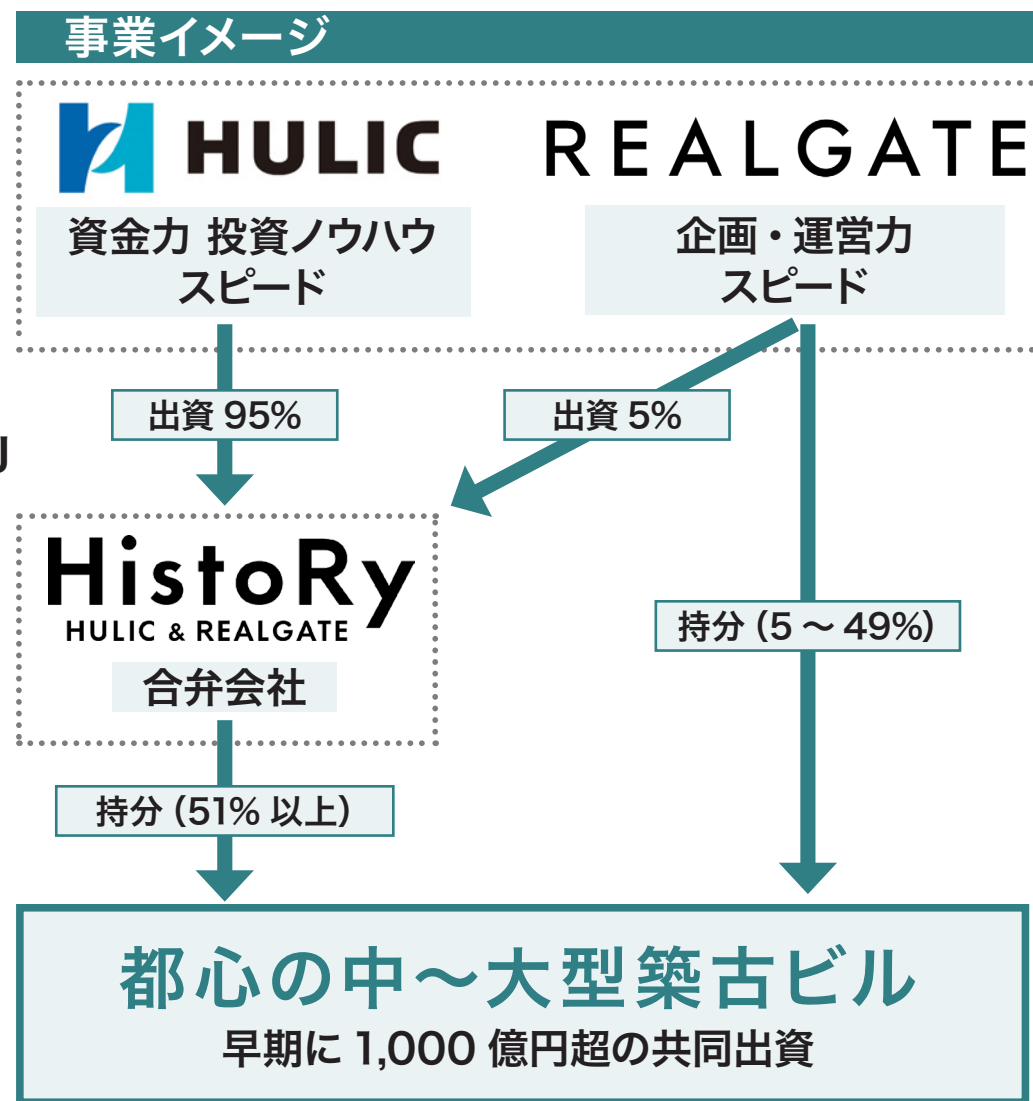 事業イメージ
HULIC
REALGATE
資金力 投資ノウハウ
スピード
企画・運営力
スピード
出資 95%
出資 5%
HistoRy
HULIC & REALGATE
合弁会社
持分（5 ～ 49%）
持分（51% 以上）
都心の中～大型築古ビル
早期に 1,000 億円超の共同出資